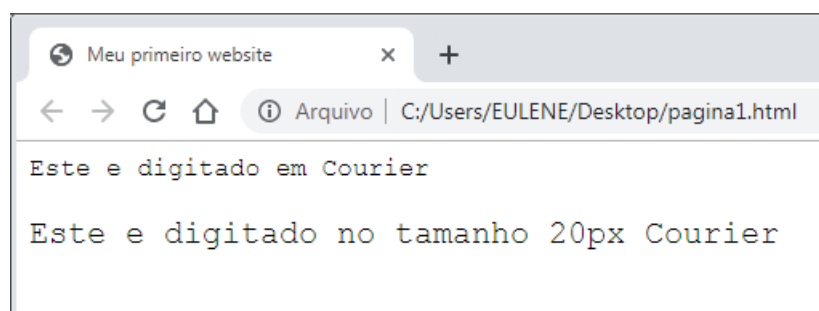 Meu primeiro website
Arquivo | C:/Users/EULENE/Desktop/pagina1.html
Este e digitado em Courier
Este e digitado no tamanho 20px Courier